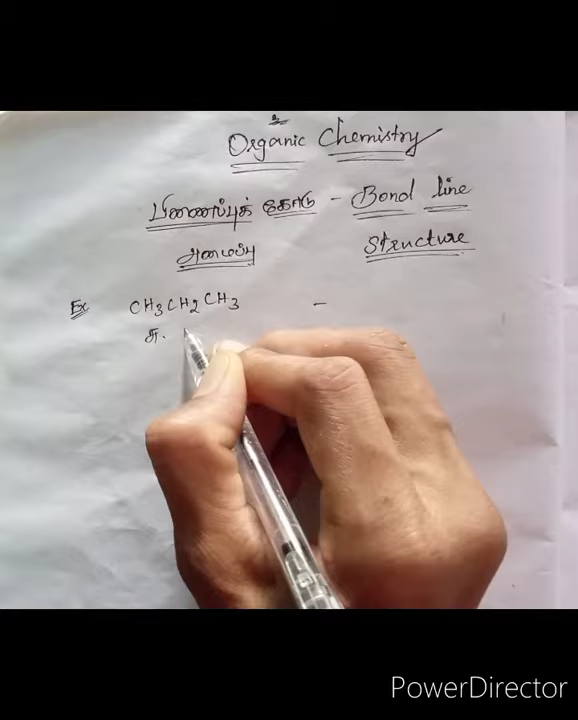 Organic Chemistry
பிணைப்புக் கோடு - Bond line
அமைப்பு Structure
Ex CH3CH2CH3 -
சு.
PowerDirector